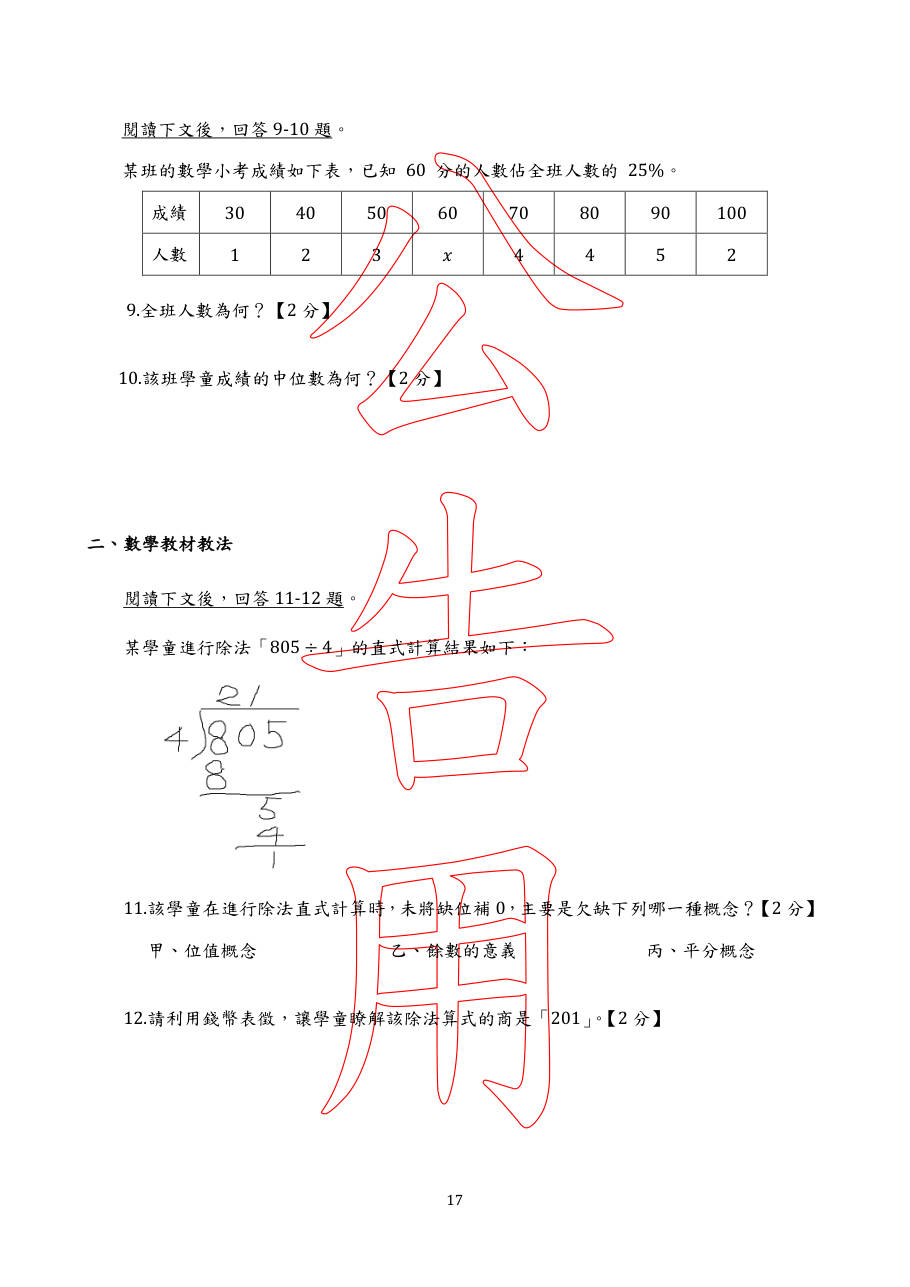 閱讀下文後，回答 9-10 題。
某班的數學小考成績如下表，已知 60 分的人數佔全班人數的 25%。
成績 30 40 50 60 70 80 90 100
人數 1 2 3 x 4 4 5 2
9.全班人數為何？【2 分】
10.該班學童成績的中位數為何？【2 分】
二、數學教材教法
閱讀下文後，回答 11-12 題。
某學童進行除法「805 ÷ 4」的直式計算結果如下：
21
4)805
8
5
4
1
11.該學童在進行除法直式計算時，未將缺位補 0，主要是欠缺下列哪一種概念？【2 分】
甲、位值概念 乙、餘數的意義 丙、平分概念
12.請利用錢幣表徵，讓學童瞭解該除法算式的商是「201」。【2 分】
17
公告用